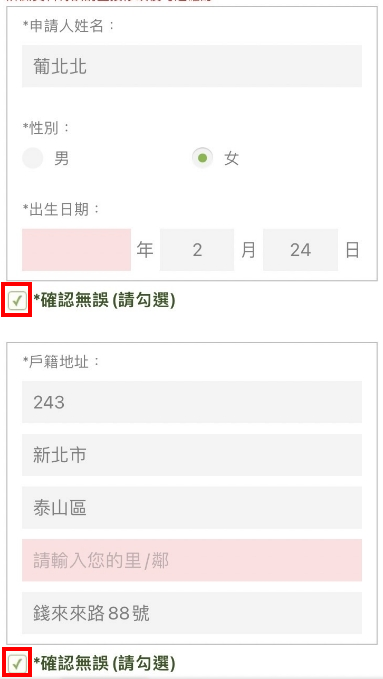 *申請人姓名：
葡北北
*性別：
男 女
*出生日期：
年 2 月 24 日
*確認無誤 (請勾選)
*戶籍地址：
243
新北市
泰山區
請輸入您的里/鄰
錢來來路88號
*確認無誤 (請勾選)